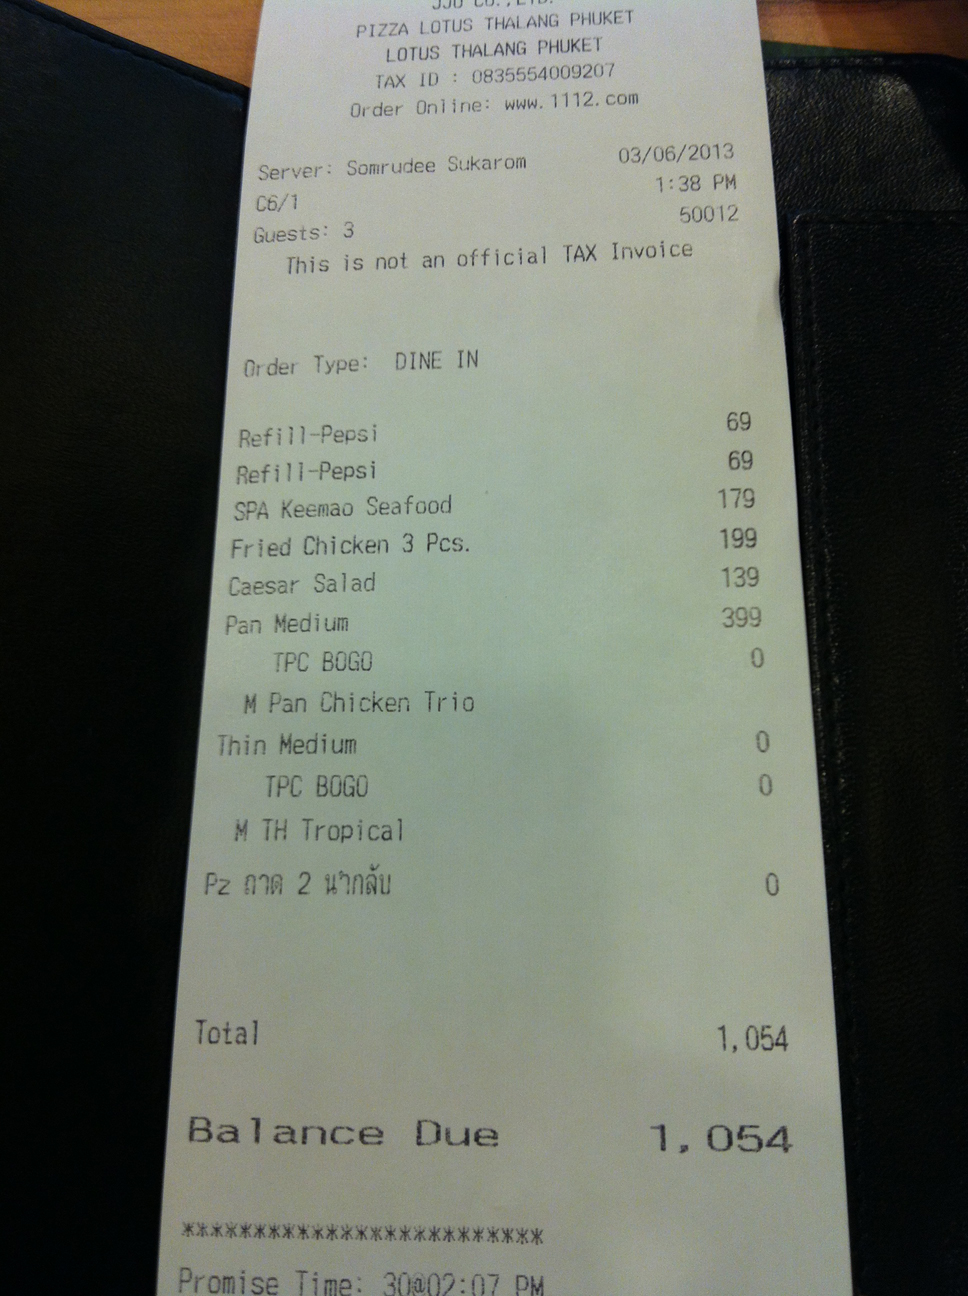 JJO CO.,LTD.
PIZZA LOTUS THALANG PHUKET
LOTUS THALANG PHUKET
TAX ID : 0835554009207
Order Online: www.1112.com
Server: Somrudee Sukarom 03/06/2013
C6/1 1:38 PM
Guests: 3 50012
This is not an official TAX Invoice
Order Type: DINE IN
Refill-Pepsi 69
Refill-Pepsi 69
SPA Keemao Seafood 179
Fried Chicken 3 Pcs. 199
Caesar Salad 139
Pan Medium 399
TPC BOGO 0
M Pan Chicken Trio
Thin Medium 0
TPC BOGO 0
M TH Tropical
Pz ถาด 2 นากลับ 0
Total 1,054
Balance Due 1,054
*************************
Promise Time: 30@02:07 PM